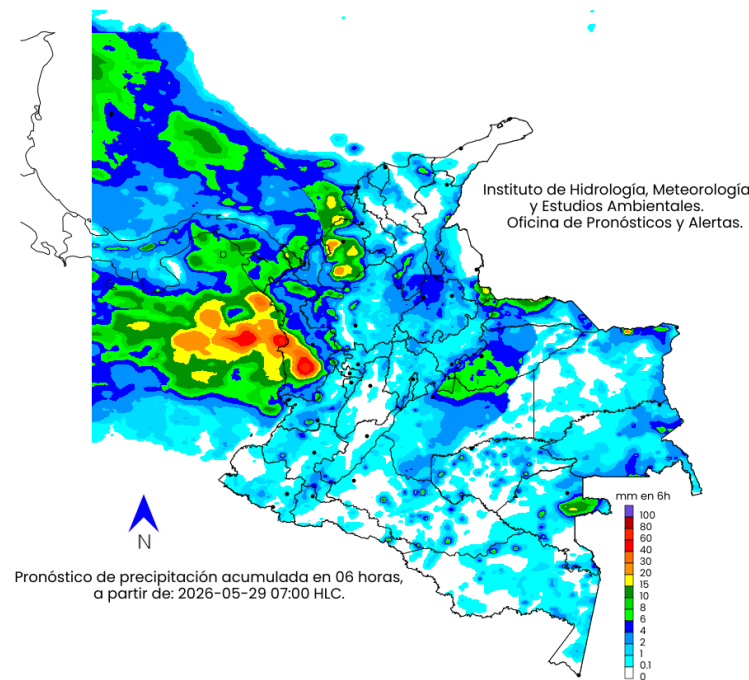 Instituto de Hidrología, Meteorología
y Estudios Ambientales.
Oficina de Pronósticos y Alertas.
mm en 6h
100
80
60
40
30
20
15
10
8
6
4
2
1
0.1
0
N
Pronóstico de precipitación acumulada en 06 horas,
a partir de: 2026-05-29 07:00 HLC.